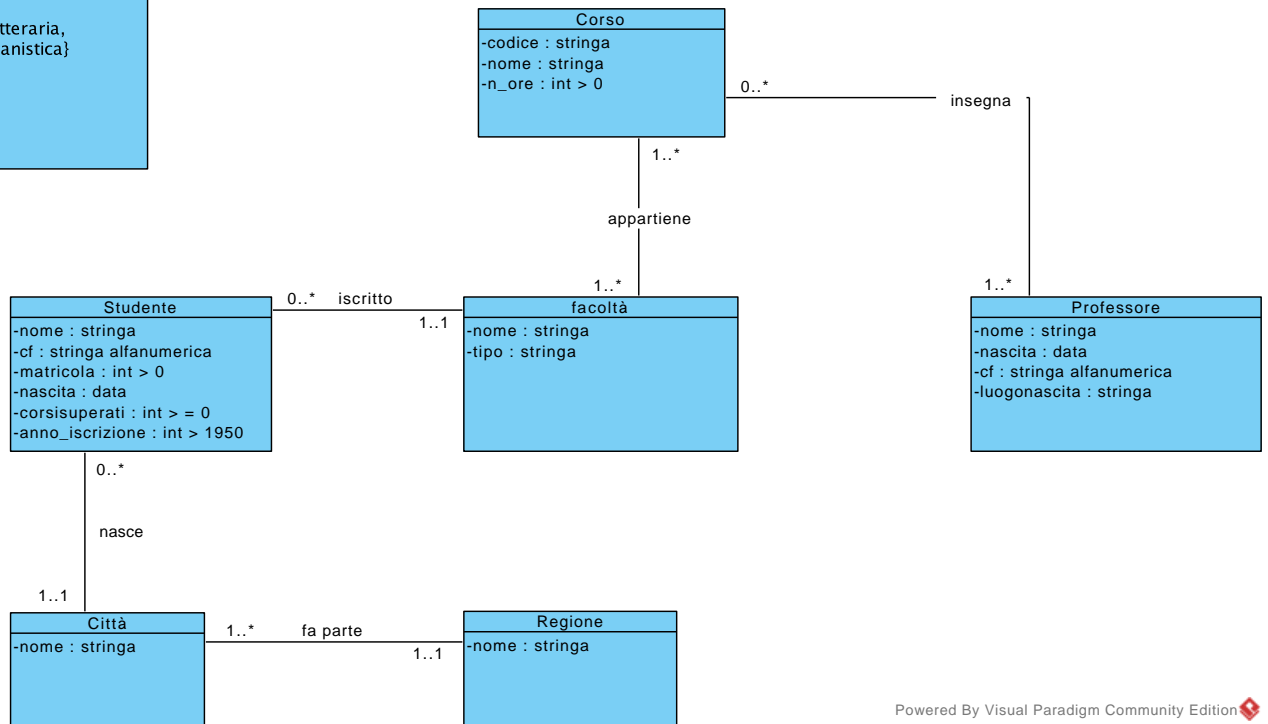 tteraria,
anistica}
Corso
-codice : stringa
-nome : stringa
-n_ore : int > 0
0..*
insegna
1..*
appartiene
1..*
1..*
Studente
-nome : stringa
-cf : stringa alfanumerica
-matricola : int > 0
-nascita : data
-corsisuperati : int > = 0
-anno_iscrizione : int > 1950
0..*
iscritto
1..1
facoltà
-nome : stringa
-tipo : stringa
Professore
-nome : stringa
-nascita : data
-cf : stringa alfanumerica
-luogonascita : stringa
0..*
nasce
1..1
Città
-nome : stringa
1..*
fa parte
1..1
Regione
-nome : stringa
Powered By Visual Paradigm Community Edition